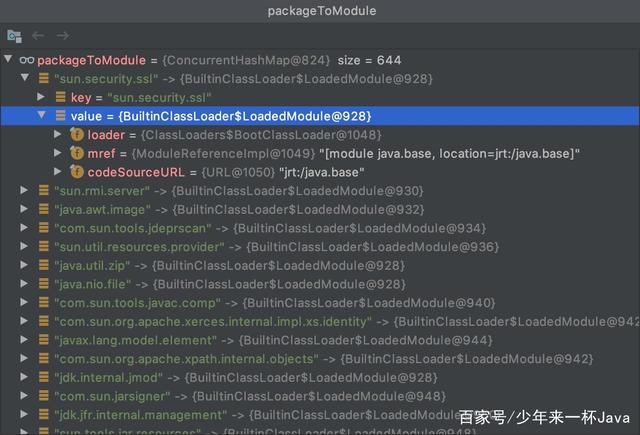 packageToModule
packageToModule = {ConcurrentHashMap@824} size = 644
"sun.security.ssl" -> {BuiltinClassLoader$LoadedModule@928}
key = "sun.security.ssl"
value = {BuiltinClassLoader$LoadedModule@928}
loader = {ClassLoaders$BootClassLoader@1048}
mref = {ModuleReferenceImpl@1049} "[module java.base, location=jrt:/java.base]"
codeSourceURL = {URL@1050} "jrt:/java.base"
"sun.rmi.server" -> {BuiltinClassLoader$LoadedModule@930}
"java.awt.image" -> {BuiltinClassLoader$LoadedModule@932}
"com.sun.tools.jdeprscan" -> {BuiltinClassLoader$LoadedModule@934}
"sun.util.resources.provider" -> {BuiltinClassLoader$LoadedModule@936}
"java.util.zip" -> {BuiltinClassLoader$LoadedModule@928}
"java.nio.file" -> {BuiltinClassLoader$LoadedModule@928}
"com.sun.tools.javac.comp" -> {BuiltinClassLoader$LoadedModule@940}
"com.sun.org.apache.xerces.internal.impl.xs.identity" -> {BuiltinClassLoader$LoadedModule@942
"javax.lang.model.element" -> {BuiltinClassLoader$LoadedModule@944}
"com.sun.org.apache.xpath.internal.objects" -> {BuiltinClassLoader$LoadedModule@942}
"jdk.internal.jmod" -> {BuiltinClassLoader$LoadedModule@928}
"com.sun.jarsigner" -> {BuiltinClassLoader$LoadedModule@948}
"jdk.jfr.internal.management" -> {BuiltinClassLoader$LoadedModule
百家号/少年来一杯Java
"sun.tools.jar.resources" -> {BuiltinClassLoader$LoadedModule